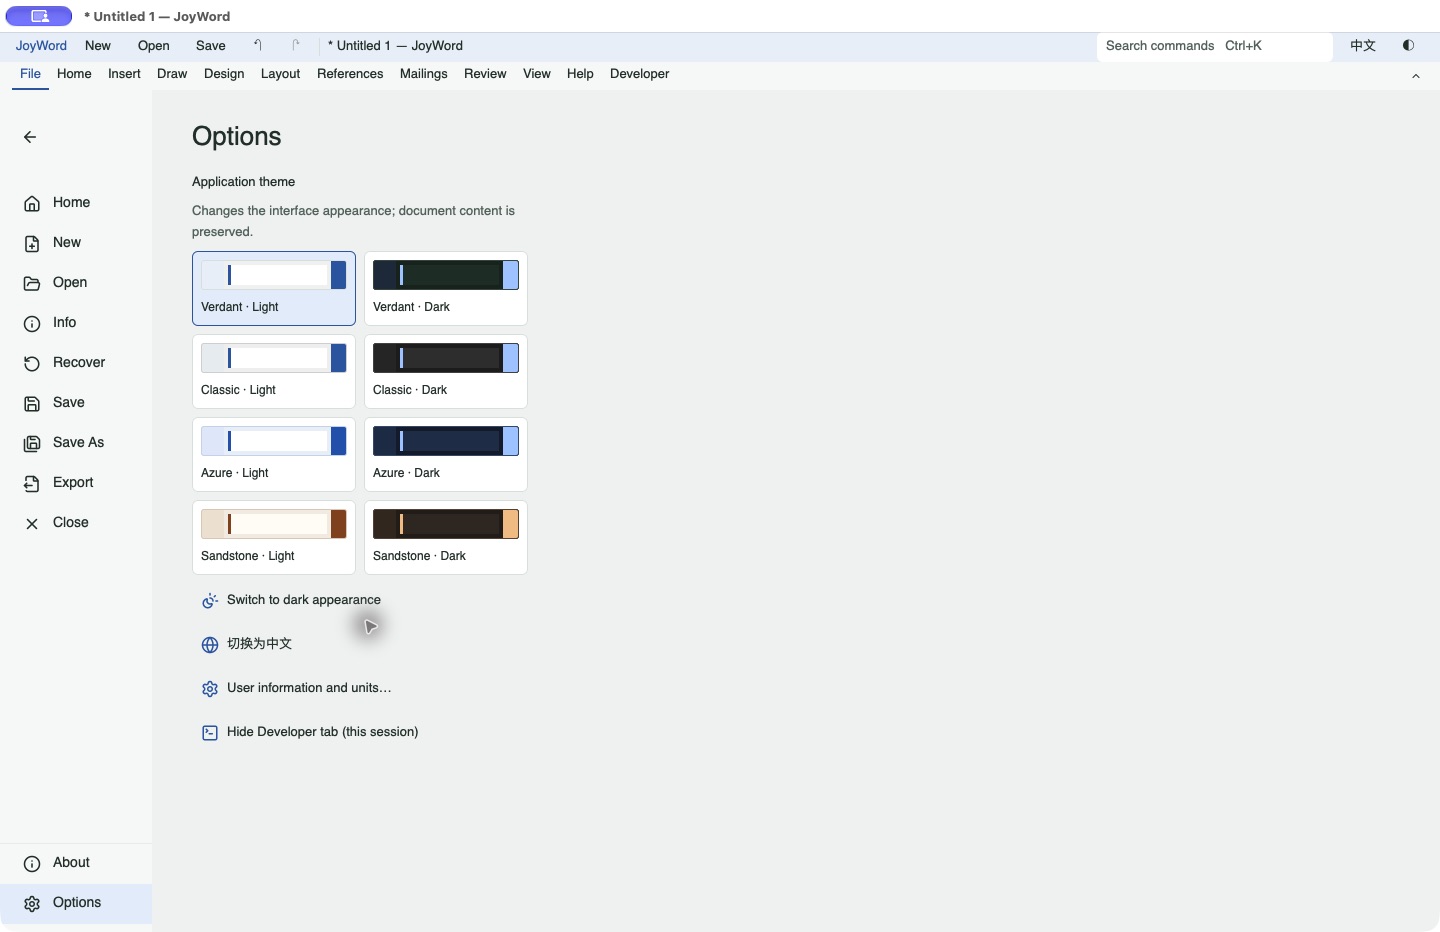 * Untitled 1 — JoyWord
JoyWord New Open Save * Untitled 1 — JoyWord Search commands Ctrl+K 中文
File Home Insert Draw Design Layout References Mailings Review View Help Developer
Options
Application theme
Changes the interface appearance; document content is
preserved.
Verdant · Light Verdant · Dark
Classic · Light Classic · Dark
Azure · Light Azure · Dark
Sandstone · Light Sandstone · Dark
Switch to dark appearance
切换为中文
User information and units...
Hide Developer tab (this session)
Home
New
Open
Info
Recover
Save
Save As
Export
Close
About
Options